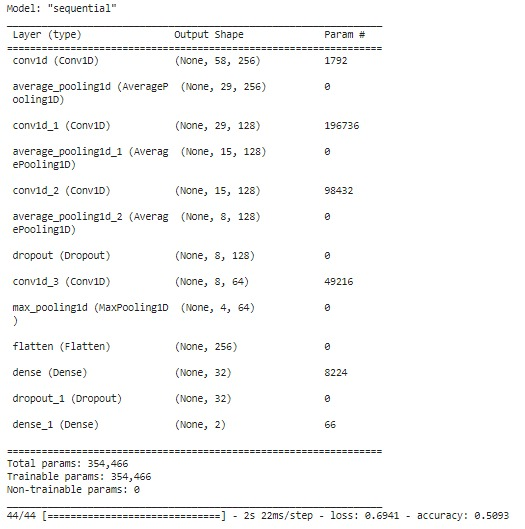 Model: "sequential"
_________________________________________________________________
Layer (type) Output Shape Param #
=================================================================
conv1d (Conv1D) (None, 58, 256) 1792
average_pooling1d (AverageP (None, 29, 256) 0
ooling1D)
conv1d_1 (Conv1D) (None, 29, 128) 196736
average_pooling1d_1 (Averag (None, 15, 128) 0
ePooling1D)
conv1d_2 (Conv1D) (None, 15, 128) 98432
average_pooling1d_2 (Averag (None, 8, 128) 0
ePooling1D)
dropout (Dropout) (None, 8, 128) 0
conv1d_3 (Conv1D) (None, 8, 64) 49216
max_pooling1d (MaxPooling1D (None, 4, 64) 0
)
flatten (Flatten) (None, 256) 0
dense (Dense) (None, 32) 8224
dropout_1 (Dropout) (None, 32) 0
dense_1 (Dense) (None, 2) 66
=================================================================
Total params: 354,466
Trainable params: 354,466
Non-trainable params: 0
_________________________________________________________________
44/44 [==============================] - 2s 22ms/step - loss: 0.6941 - accuracy: 0.5093